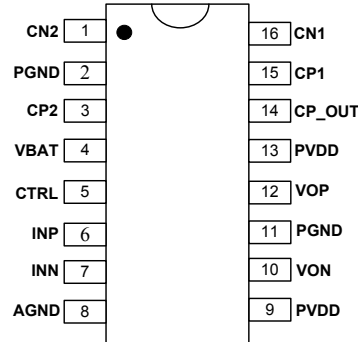 CN2 1 16 CN1
PGND 2 15 CP1
CP2 3 14 CP_OUT
VBAT 4 13 PVDD
CTRL 5 12 VOP
INP 6 11 PGND
INN 7 10 VON
AGND 8 9 PVDD